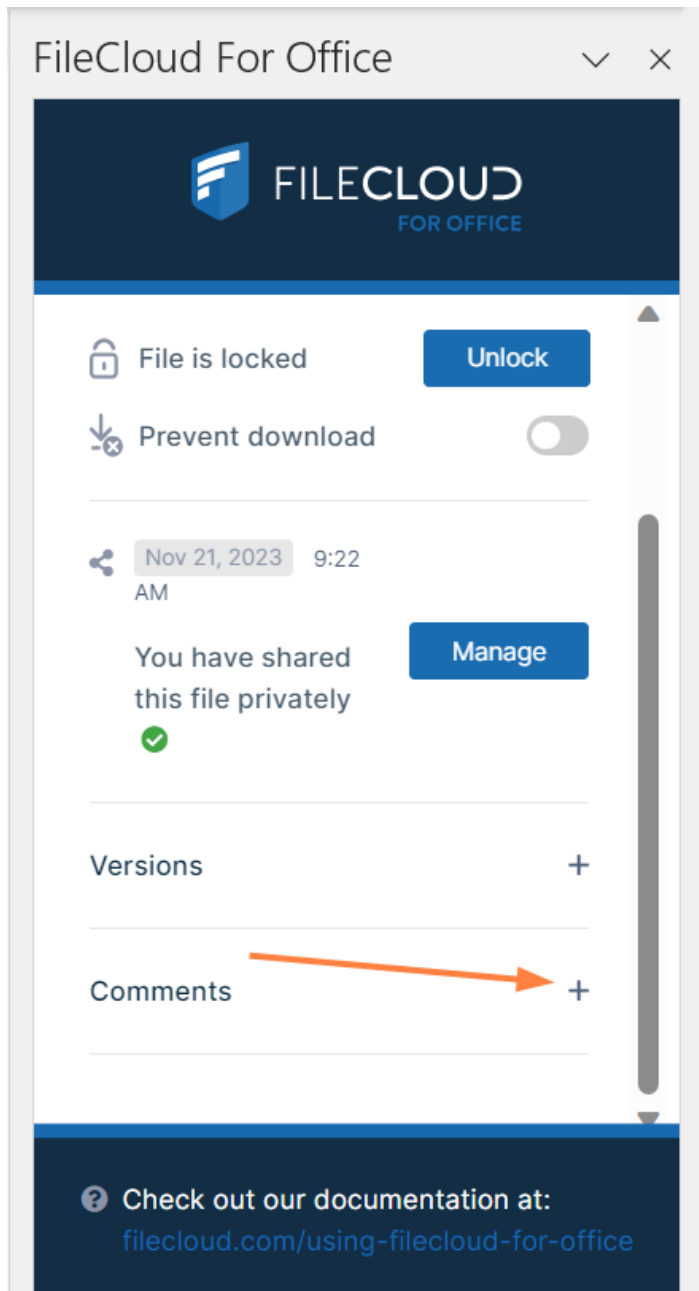 FileCloud For Office
FILECLOUD
FOR OFFICE
File is locked
Unlock
Prevent download
Nov 21, 2023 9:22
AM
You have shared
this file privately
Manage
Versions
Comments
Check out our documentation at:
filecloud.com/using-filecloud-for-office